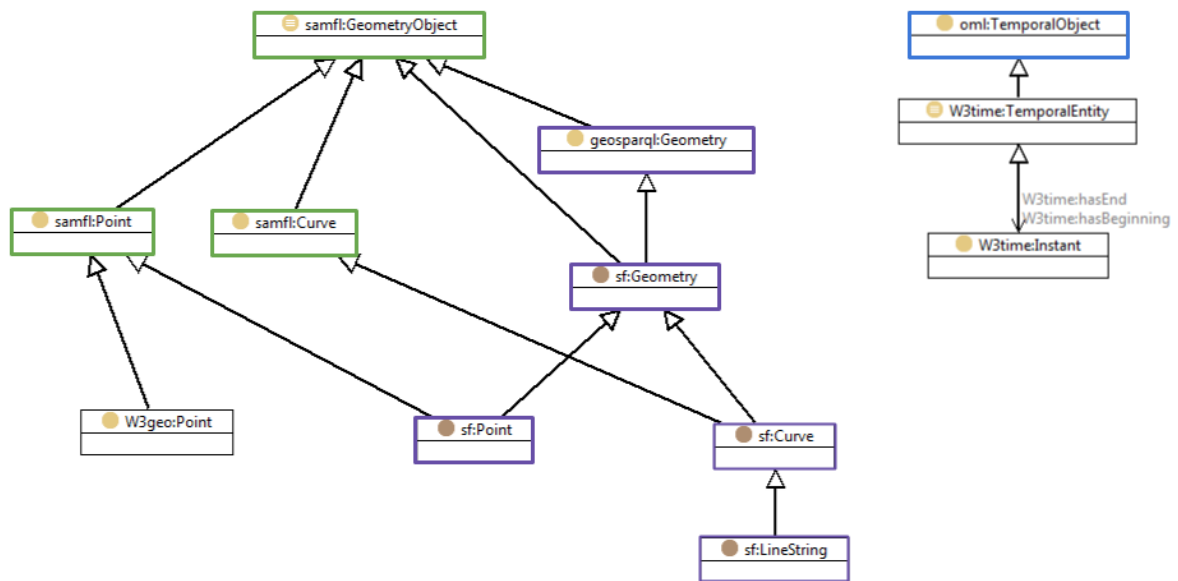 samfl:GeometryObject
oml:TemporalObject
W3time:TemporalEntity
geosparql:Geometry
W3time:hasEnd
W3time:hasBeginning
samfl:Point
samfl:Curve
W3time:Instant
sf:Geometry
W3geo:Point
sf:Point
sf:Curve
sf:LineString